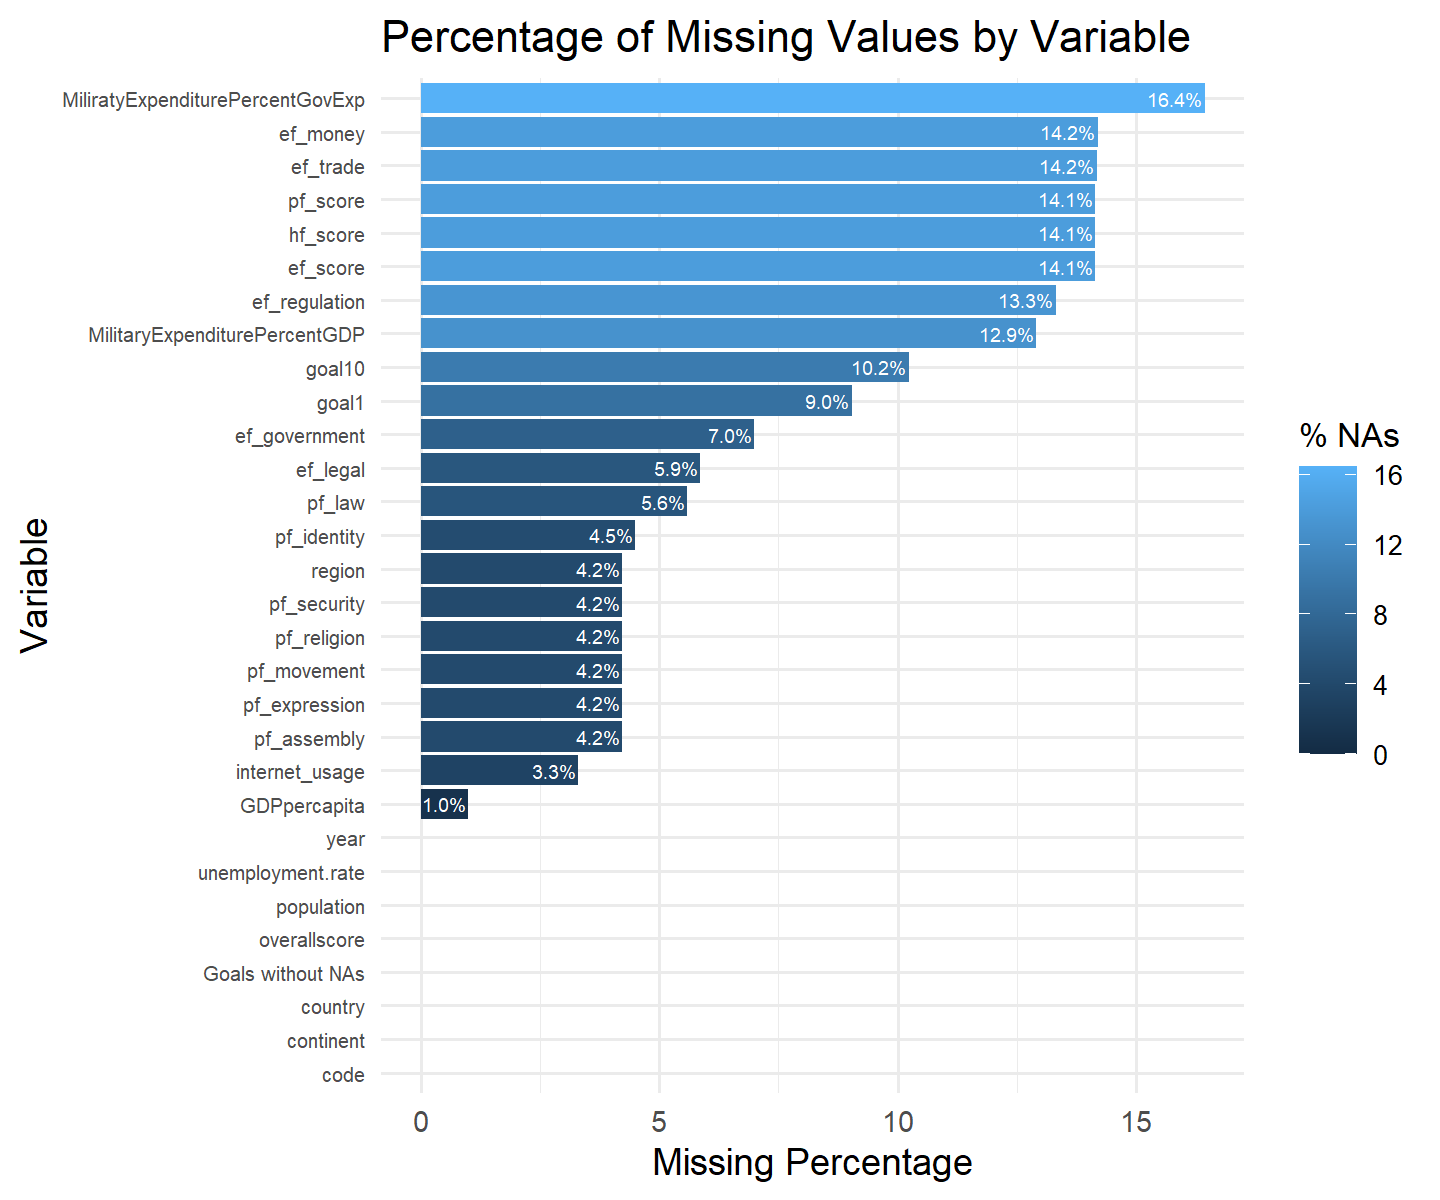 Percentage of Missing Values by Variable
MiliratyExpenditurePercentGovExp 16.4%
ef_money 14.2%
ef_trade 14.2%
pf_score 14.1%
hf_score 14.1%
ef_score 14.1%
ef_regulation 13.3%
MilitaryExpenditurePercentGDP 12.9%
goal10 10.2%
goal1 9.0%
ef_government 7.0%
ef_legal 5.9%
pf_law 5.6%
pf_identity 4.5%
region 4.2%
pf_security 4.2%
pf_religion 4.2%
pf_movement 4.2%
pf_expression 4.2%
pf_assembly 4.2%
internet_usage 3.3%
GDPpercapita 1.0%
year
unemployment.rate
population
overallscore
Goals without NAs
country
continent
code
Variable
0 5 10 15
Missing Percentage
% NAs
16
12
8
4
0